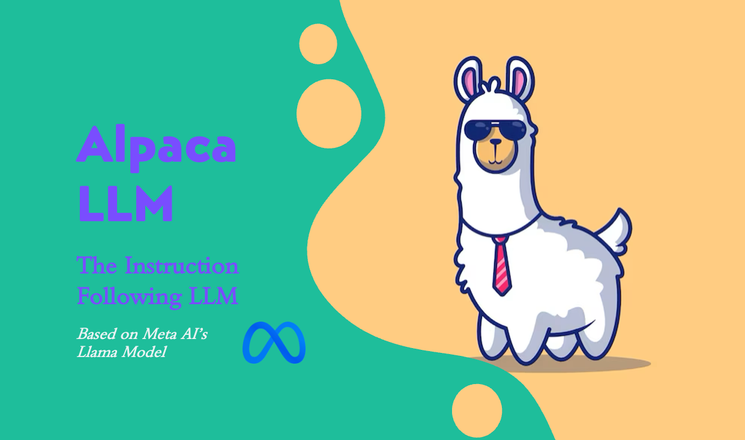 Alpaca
LLM
The Instruction
Following LLM
Based on Meta AI's
Llama Model